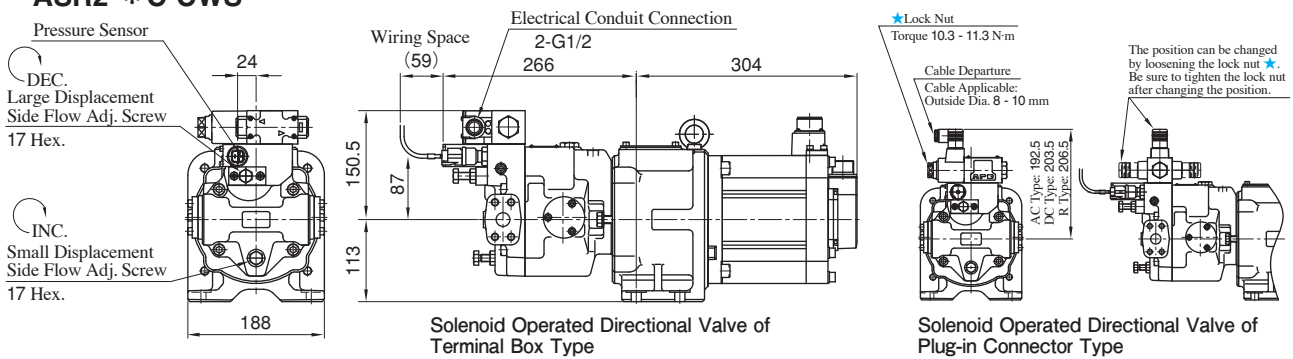 Pressure Sensor
24
DEC.
Large Displacement
Side Flow Adj. Screw
17 Hex.
INC.
Small Displacement
Side Flow Adj. Screw
17 Hex.
188
Wiring Space
(59)
Electrical Conduit Connection
2-G1/2
266
304
150.5
87
113
Solenoid Operated Directional Valve of
Terminal Box Type
★Lock Nut
Torque 10.3 - 11.3 N·m
Cable Departure
Cable Applicable:
Outside Dia. 8 - 10 mm
AC Type: 192.5
DC Type: 203.5
R Type: 206.5
The position can be changed
by loosening the lock nut ★.
Be sure to tighten the lock nut
after changing the position.
Solenoid Operated Directional Valve of
Plug-in Connector Type